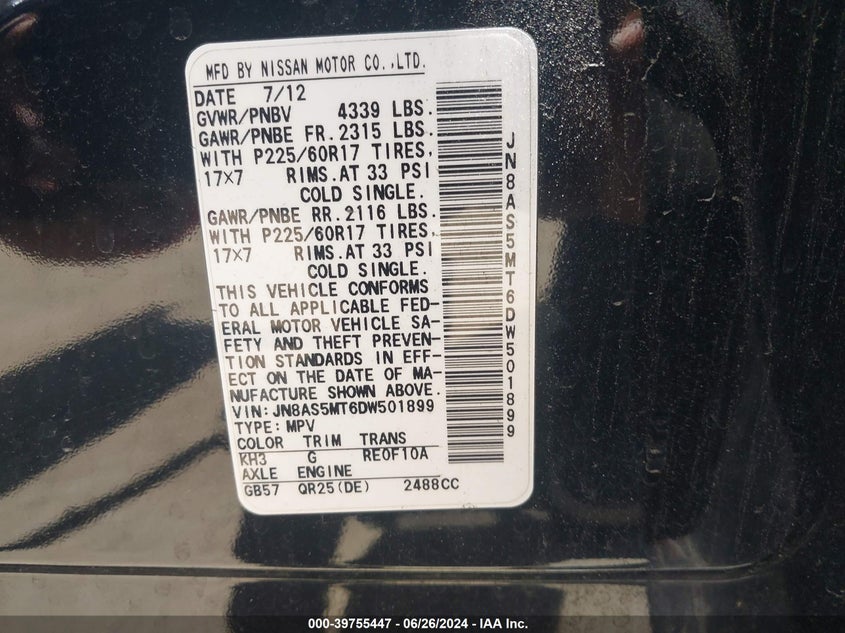 MFD BY NISSAN MOTOR CO.,LTD.
DATE 7/12
GVWR/PNBV 4339 LBS.
GAWR/PNBE FR.2315 LBS.
WITH P225/60R17 TIRES,
17×7 RIMS.AT 33 PSI
COLD SINGLE.
GAWR/PNBE RR.2116 LBS.
WITH P225/60R17 TIRES,
17×7 RIMS.AT 33 PSI
COLD SINGLE.
THIS VEHICLE CONFORMS
TO ALL APPLICABLE FED-
ERAL MOTOR VEHICLE SA-
FETY AND THEFT PREVEN-
TION STANDARDS IN EFF-
ECT ON THE DATE OF MA-
NUFACTURE SHOWN ABOVE.
VIN:JN8AS5MT6DW501899
TYPE:MPV
COLOR TRIM TRANS
KH3 G RE0F10A
AXLE ENGINE
GB57 QR25(DE) 2488CC
JN8AS5MT6DW501899
000-39755447 - 06/26/2024 - IAA Inc.